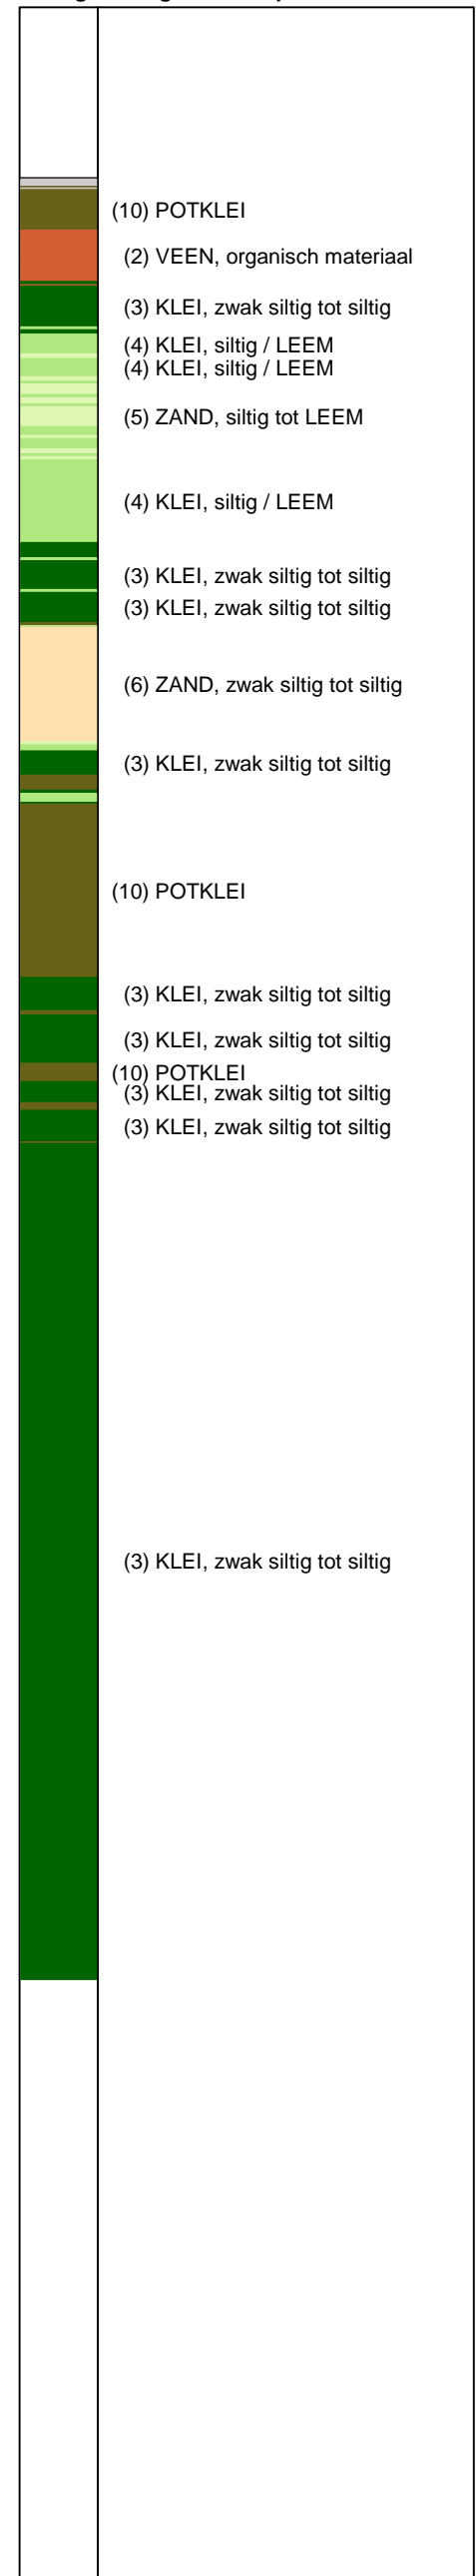 (10) POTKLEI
(2) VEEN, organisch materiaal
(3) KLEI, zwak siltig tot siltig
(4) KLEI, siltig / LEEM
(4) KLEI, siltig / LEEM
(5) ZAND, siltig tot LEEM
(4) KLEI, siltig / LEEM
(3) KLEI, zwak siltig tot siltig
(3) KLEI, zwak siltig tot siltig
(6) ZAND, zwak siltig tot siltig
(3) KLEI, zwak siltig tot siltig
(10) POTKLEI
(3) KLEI, zwak siltig tot siltig
(3) KLEI, zwak siltig tot siltig
(10) POTKLEI
(3) KLEI, zwak siltig tot siltig
(3) KLEI, zwak siltig tot siltig
(3) KLEI, zwak siltig tot siltig